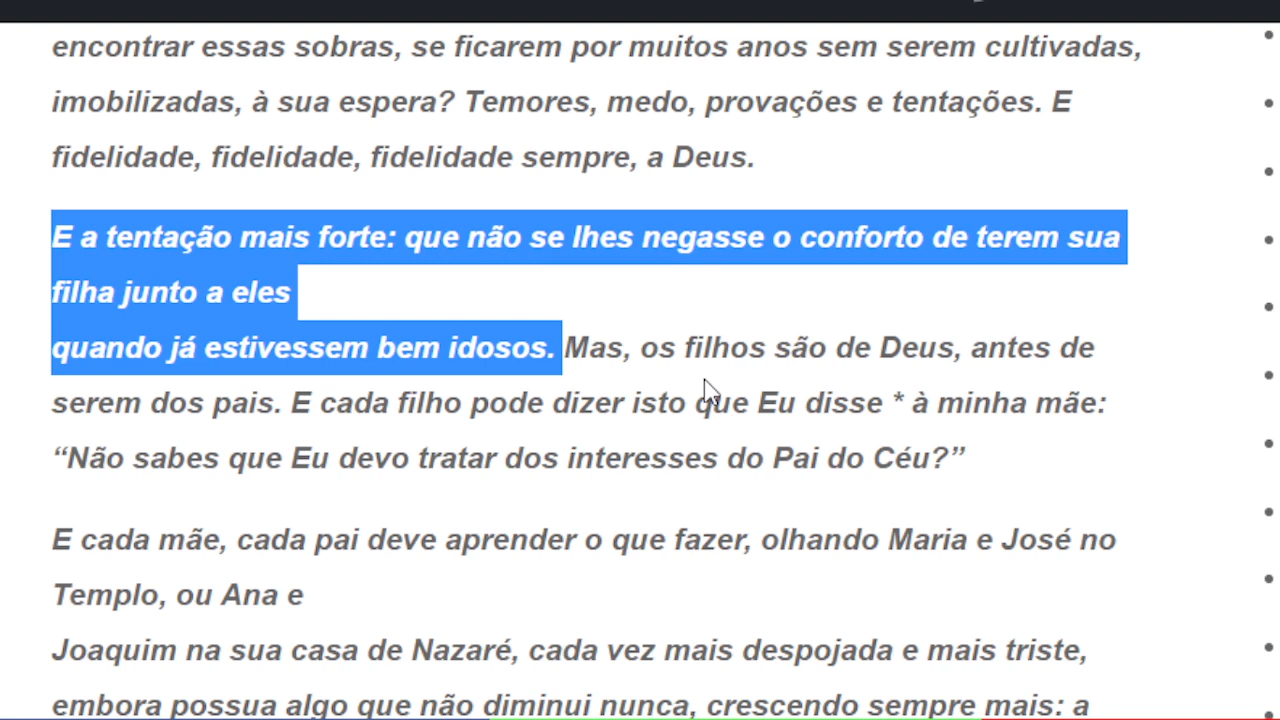 encontrar essas sobras, se ficarem por muitos anos sem serem cultivadas,
imobilizadas, à sua espera? Temores, medo, provações e tentações. E
fidelidade, fidelidade, fidelidade sempre, a Deus.
E a tentação mais forte: que não se lhes negasse o conforto de terem sua
filha junto a eles
quando já estivessem bem idosos. Mas, os filhos são de Deus, antes de
serem dos pais. E cada filho pode dizer isto que Eu disse * à minha mãe:
“Não sabes que Eu devo tratar dos interesses do Pai do Céu?”
E cada mãe, cada pai deve aprender o que fazer, olhando Maria e José no
Templo, ou Ana e
Joaquim na sua casa de Nazaré, cada vez mais despojada e mais triste,
embora possua algo que não diminui nunca, crescendo sempre mais: a